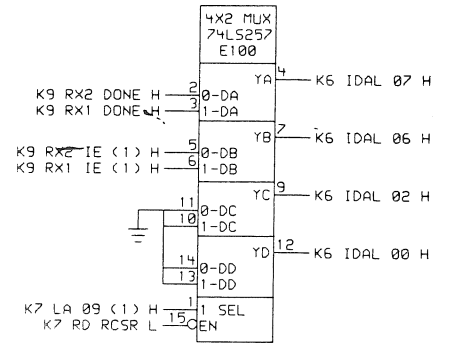 4X2 MUX
74LS257
E100
YA 4 K6 IDAL 07 H
K9 RX2 DONE H 2 0-DA
K9 RX1 DONE H 3 1-DA
YB 7 K6 IDAL 06 H
K9 RX2 IE (1) H 5 0-DB
K9 RX1 IE (1) H 6 1-DB
YC 9 K6 IDAL 02 H
11 0-DC
10 1-DC
YD 12 K6 IDAL 00 H
14 0-DD
13 1-DD
K7 LA 09 (1) H 1 1 SEL
K7 RD RCSR L 15 EN